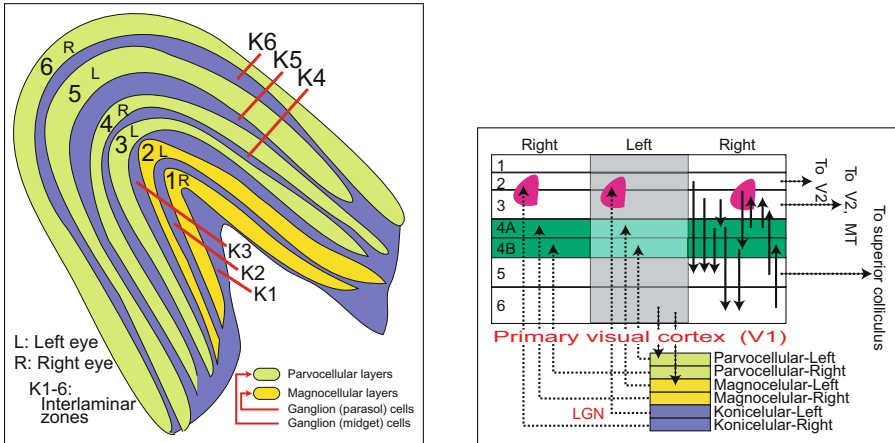 K6
K5
K4
6 R
5 L
4 R
3 L
2 L
1 R
K3
K2
K1
L: Left eye
R: Right eye
K1-6:
Interlaminar
zones
Parvocellular layers
Magnocellular layers
Ganglion (parasol) cells
Ganglion (midget) cells
Right Left Right
1
2
3
4A
4B
5
6
To V2
To V2, MT
To superior colliculus
Primary visual cortex (V1)
LGN
Parvocellular-Left
Parvocellular-Right
Magnocellular-Left
Magnocellular-Right
Konicelular-Left
Konicelular-Right